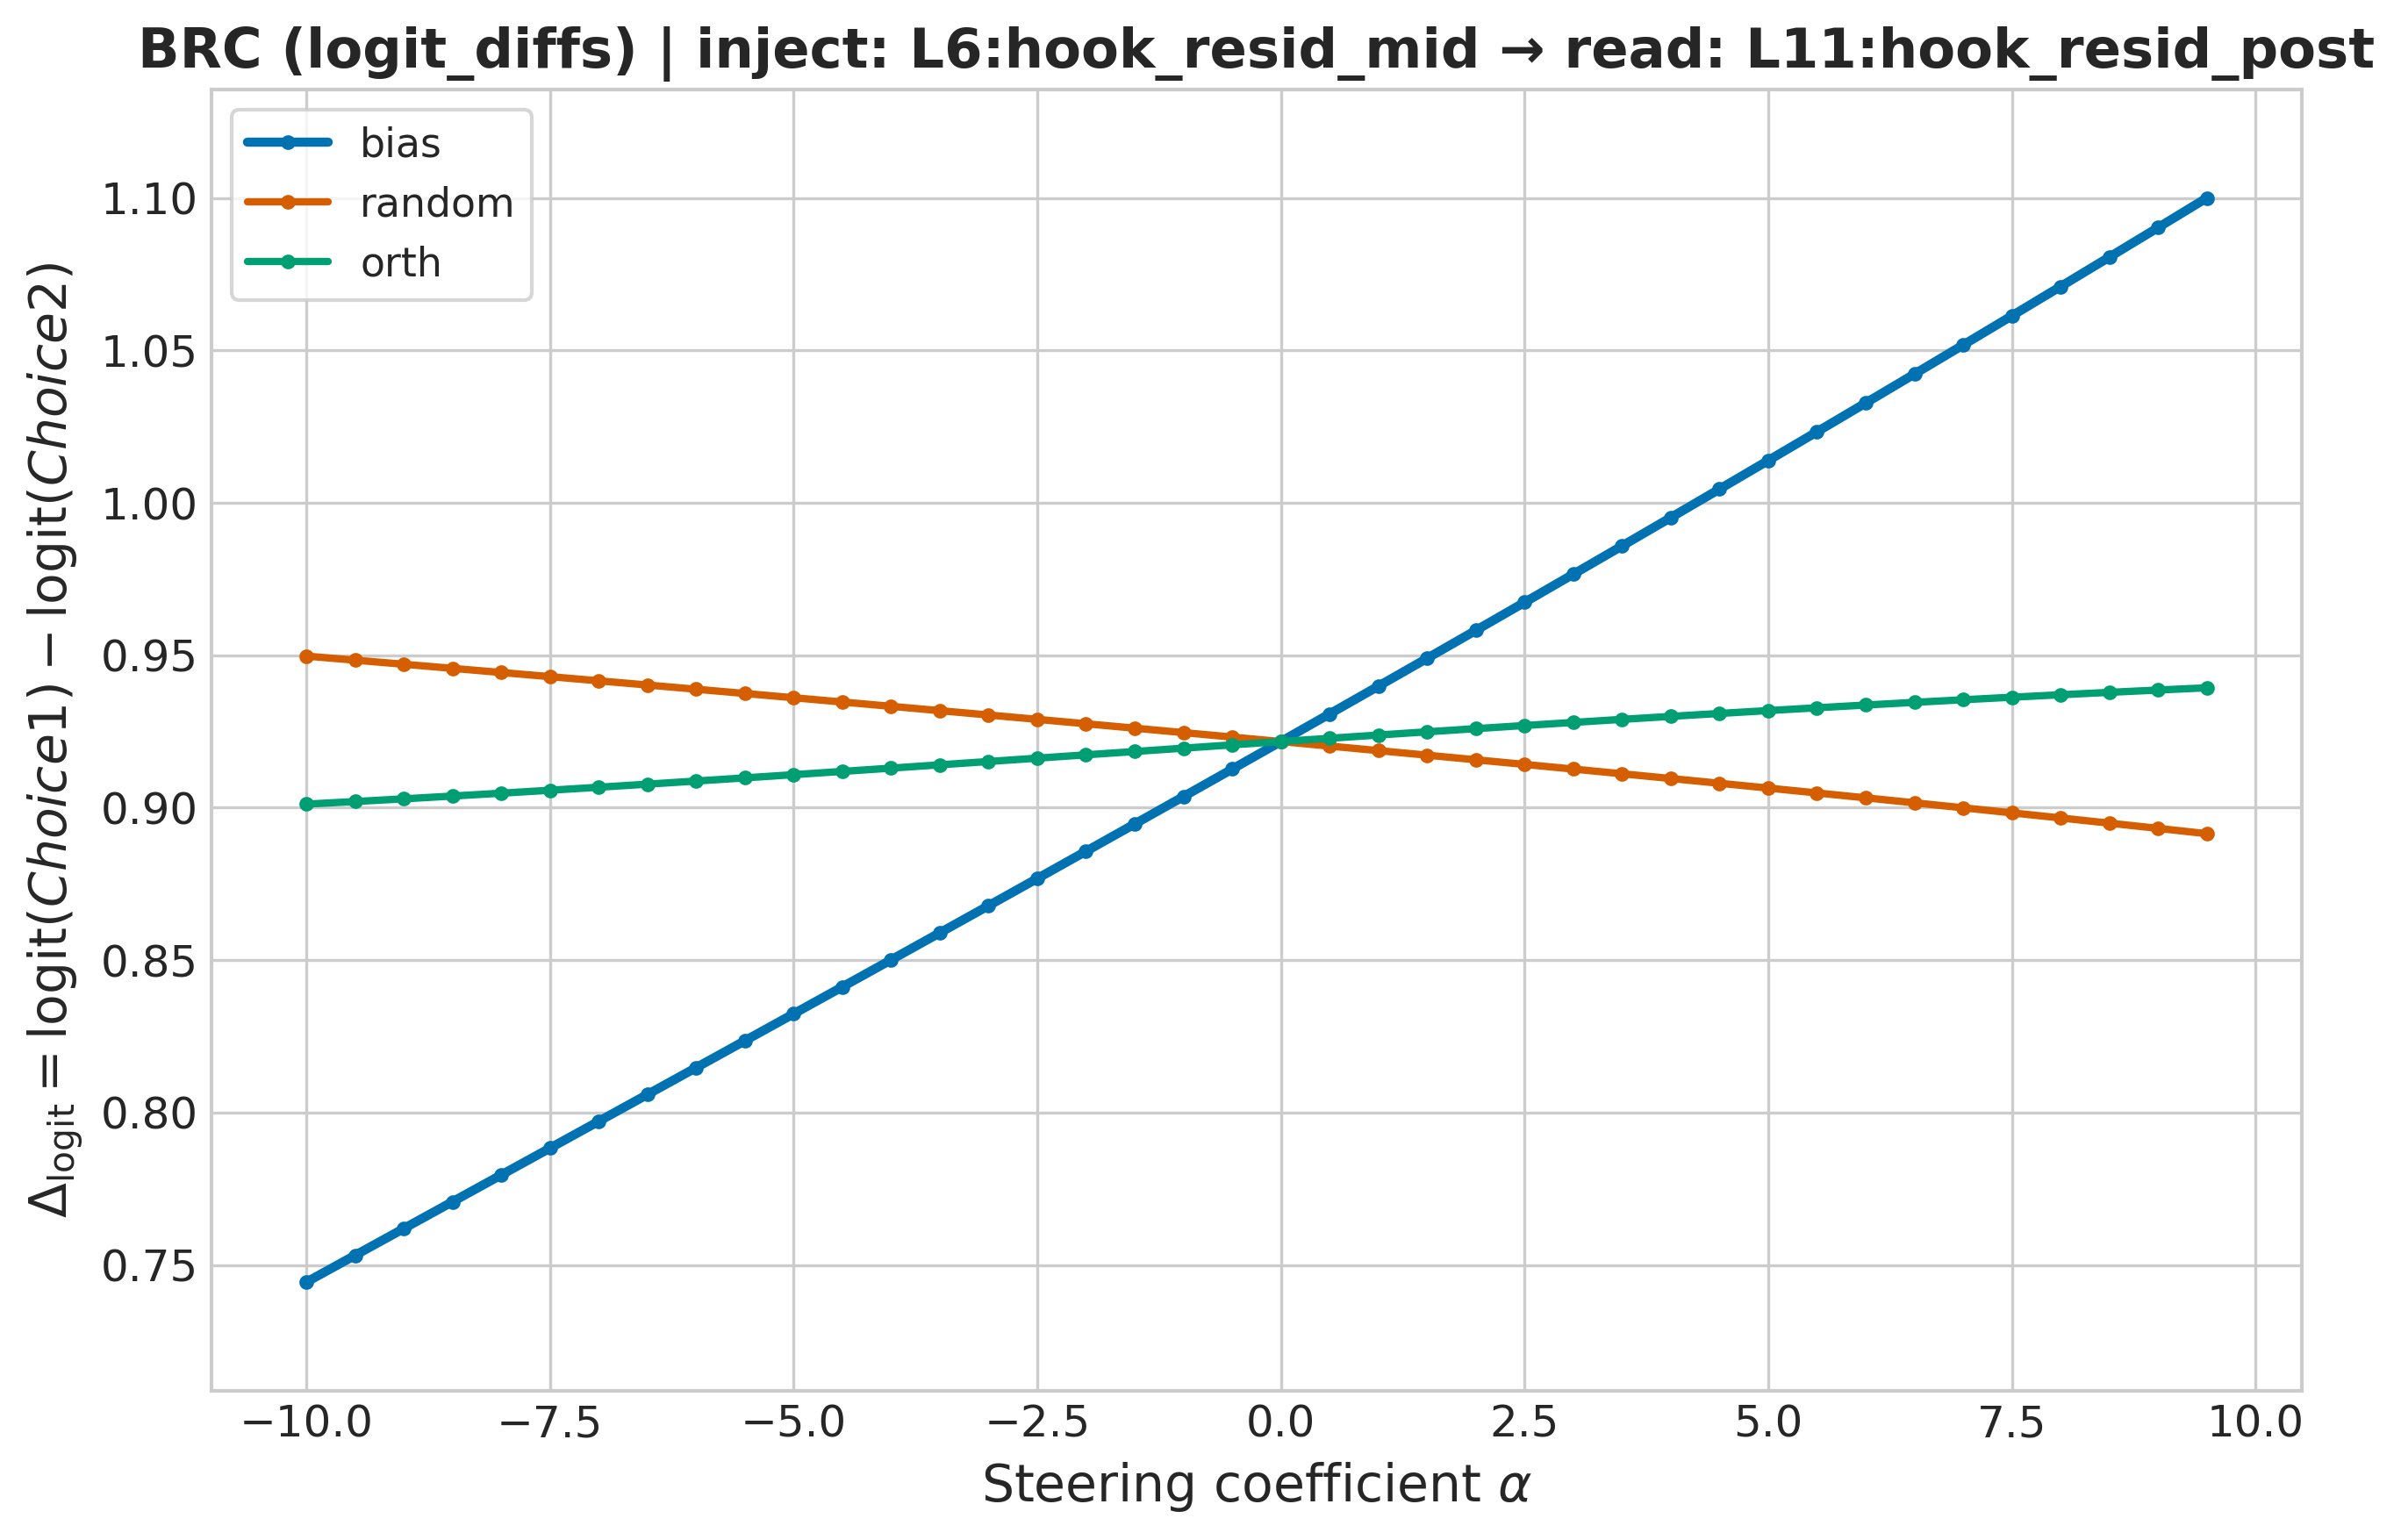 BRC (logit_diffs) | inject: L6:hook_resid_mid → read: L11:hook_resid_post
bias
random
orth
Δlogit = logit(Choice1) − logit(Choice2)
1.10
1.05
1.00
0.95
0.90
0.85
0.80
0.75
−10.0 −7.5 −5.0 −2.5 0.0 2.5 5.0 7.5 10.0
Steering coefficient α